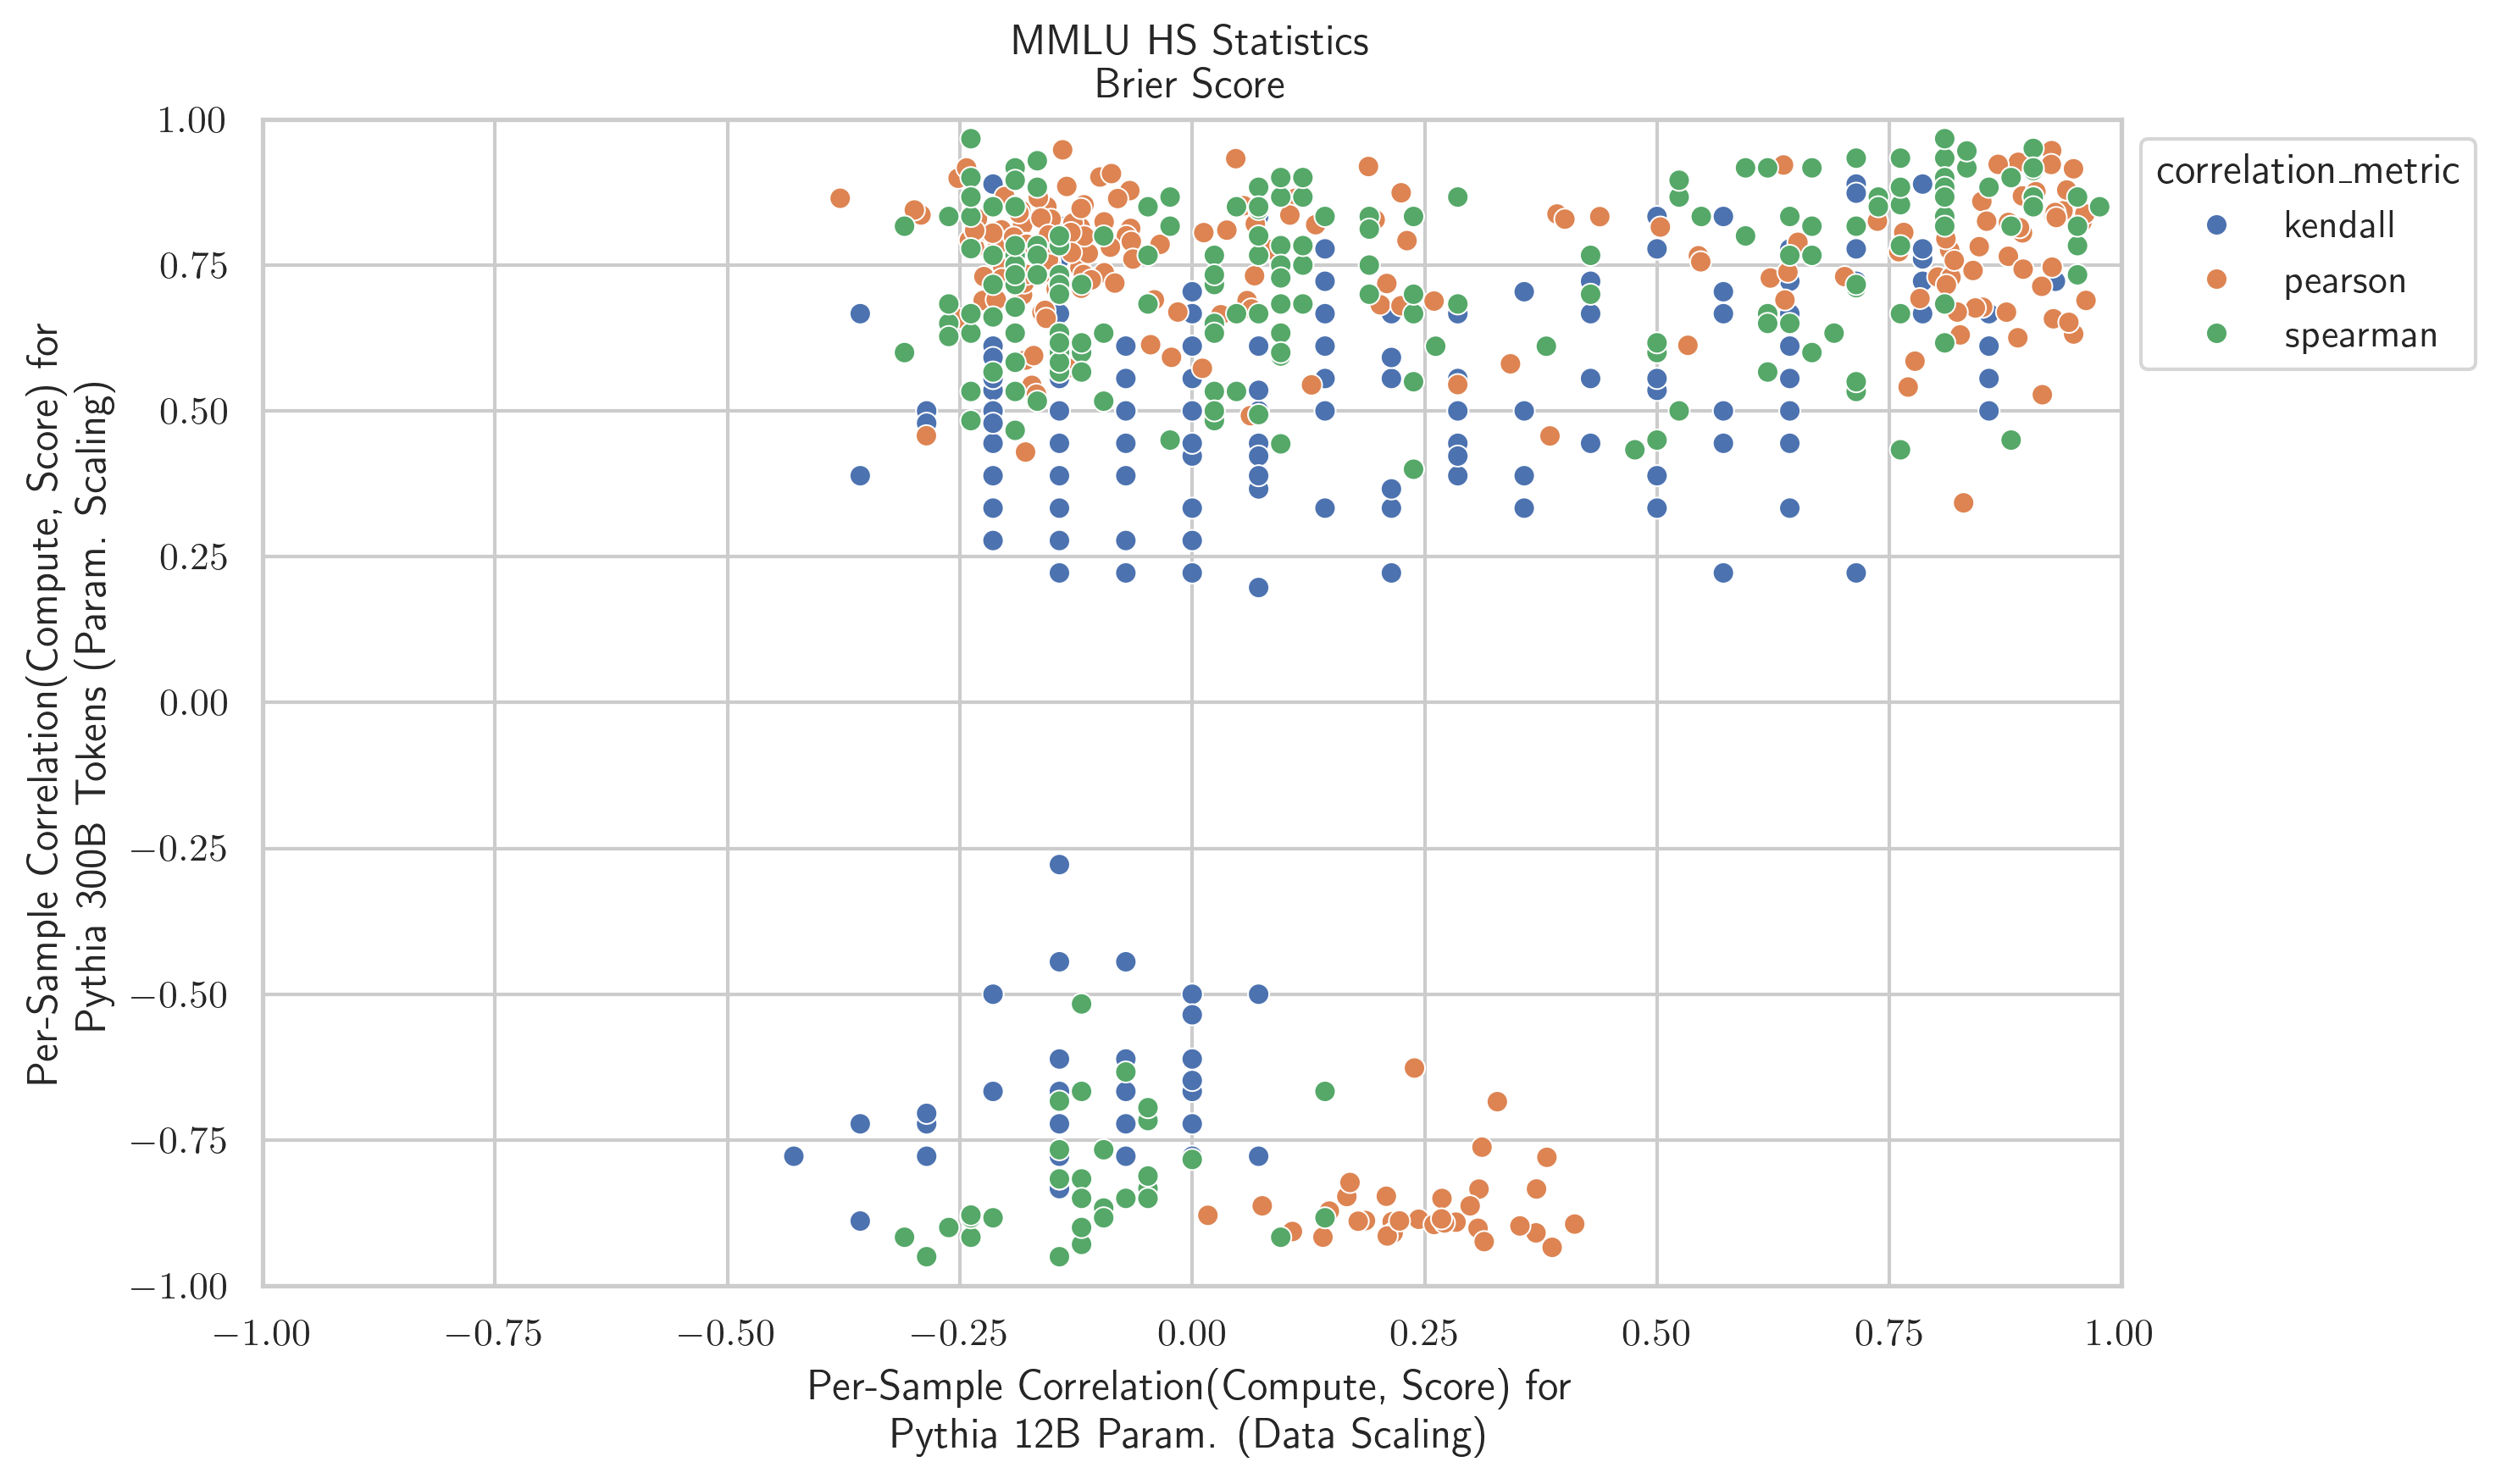 MMLU HS Statistics
Brier Score
Per-Sample Correlation(Compute, Score) for
Pythia 300B Tokens (Param. Scaling)
1.00
0.75
0.50
0.25
0.00
−0.25
−0.50
−0.75
−1.00
−1.00 −0.75 −0.50 −0.25 0.00 0.25 0.50 0.75 1.00
Per-Sample Correlation(Compute, Score) for
Pythia 12B Param. (Data Scaling)
correlation_metric
kendall
pearson
spearman